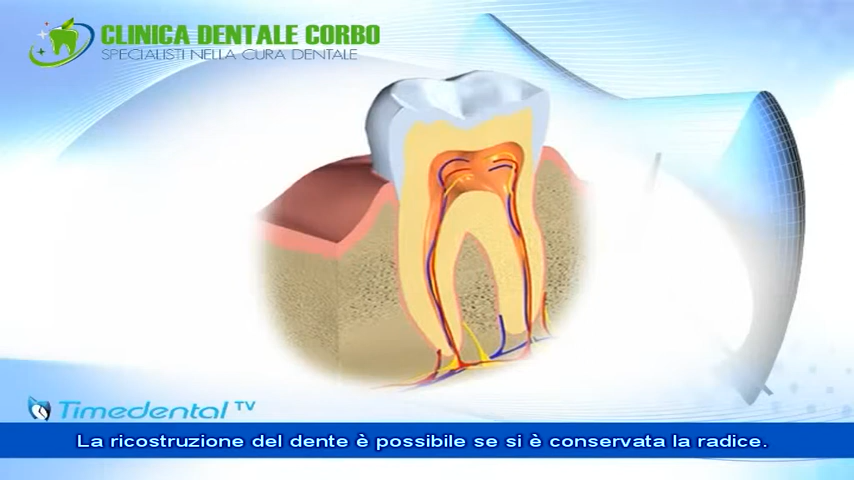 CLINICA DENTALE CORBO
SPECIALISTI NELLA CURA DENTALE
Timedental TV
La ricostruzione del dente è possibile se si è conservata la radice.